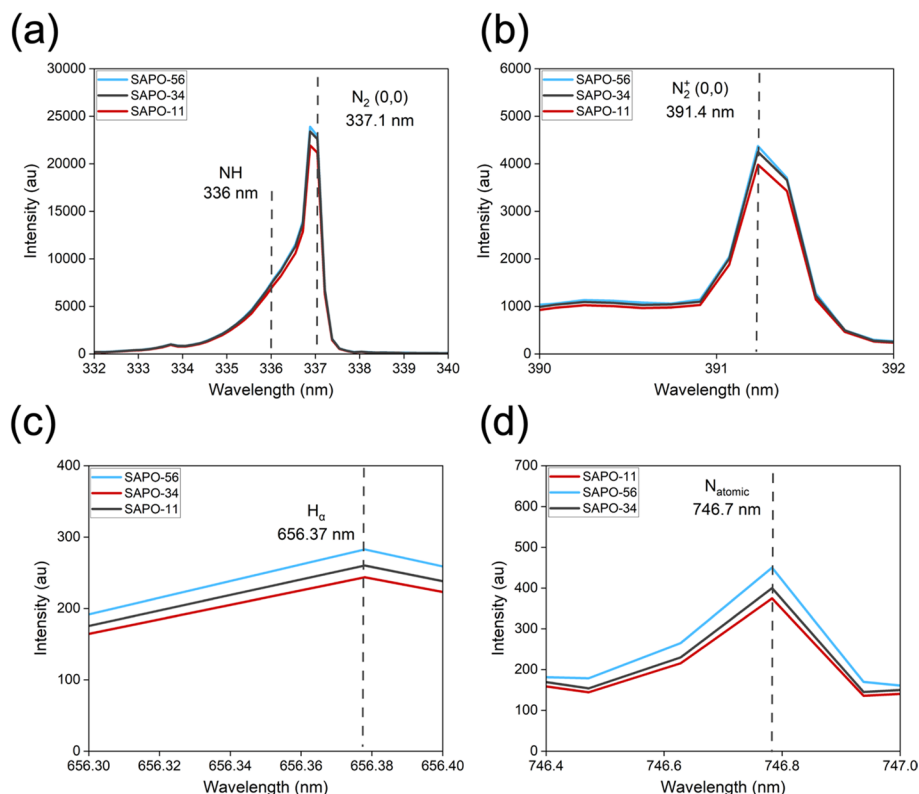 (a)
30000
25000
20000
15000
10000
5000
0
Intensity (au)
SAPO-56
SAPO-34
SAPO-11
N₂ (0,0)
337.1 nm
NH
336 nm
332 333 334 335 336 337 338 339 340
Wavelength (nm)
(b)
6000
5000
4000
3000
2000
1000
0
Intensity (au)
SAPO-56
SAPO-34
SAPO-11
N₂⁺ (0,0)
391.4 nm
390 391 392
Wavelength (nm)
(c)
400
300
200
100
0
Intensity (au)
SAPO-56
SAPO-34
SAPO-11
Hα
656.37 nm
656.30 656.32 656.34 656.36 656.38 656.40
Wavelength (nm)
(d)
700
600
500
400
300
200
100
0
Intensity (au)
SAPO-11
SAPO-56
SAPO-34
Natomic
746.7 nm
746.4 746.6 746.8 747.0
Wavelength (nm)